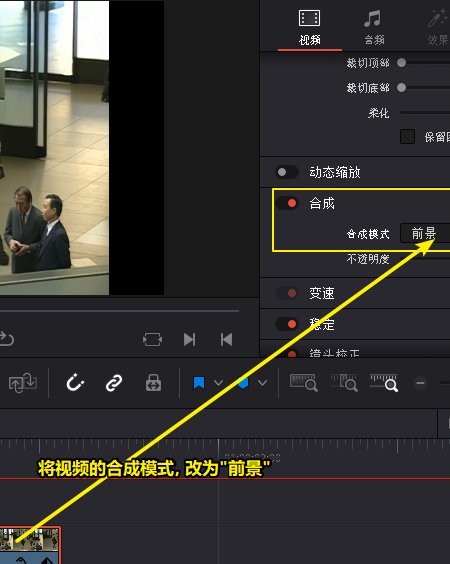 视频
音频
效果
裁切顶部
裁切底部
柔化
保留
动态缩放
合成
合成模式
前景
不透明度
变速
稳定
镜头校正
将视频的合成模式, 改为"前景"